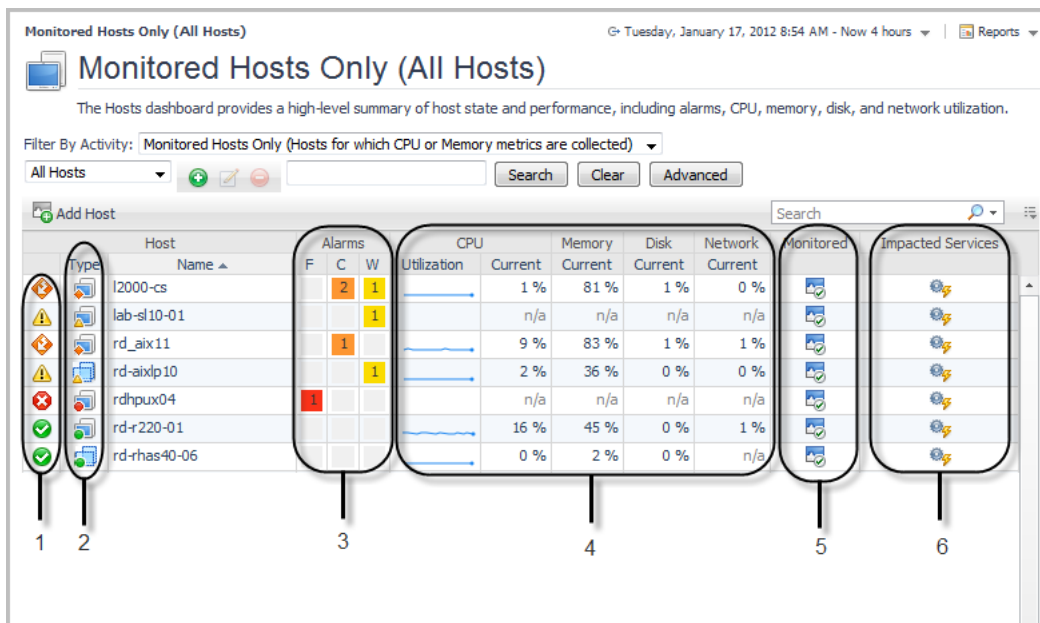 Monitored Hosts Only (All Hosts)
Tuesday, January 17, 2012 8:54 AM - Now 4 hours | Reports
Monitored Hosts Only (All Hosts)
The Hosts dashboard provides a high-level summary of host state and performance, including alarms, CPU, memory, disk, and network utilization.
Filter By Activity: Monitored Hosts Only (Hosts for which CPU or Memory metrics are collected)
All Hosts Search Clear Advanced
Add Host Search
Host Alarms CPU Memory Disk Network Monitored Impacted Services
Type Name F C W Utilization Current Current Current Current
l2000-cs 2 1 1 % 81 % 1 % 0 %
lab-sl10-01 1 n/a n/a n/a n/a
rd_aix11 1 9 % 83 % 1 % 1 %
rd-aixlp10 1 2 % 36 % 0 % 0 %
rdhpux04 1 n/a n/a n/a n/a
rd-r220-01 16 % 45 % 0 % 1 %
rd-rhas40-06 0 % 2 % 0 % n/a
1 2 3 4 5 6